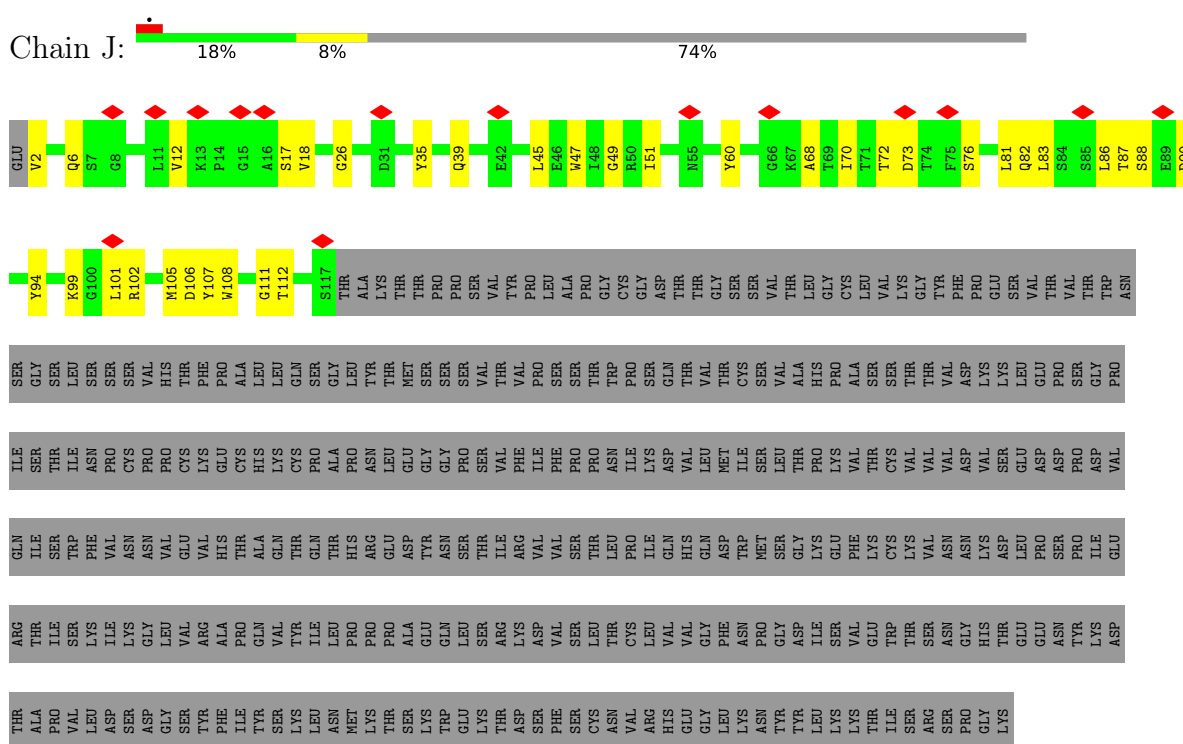 Chain J:
18% 8% 74%
GLU V2 Q6 S7 G8 L11 V12 K13 P14 G15 A16 S17 V18 G26 D31 Y35 Q39 E42 L45 E46 W47 I48 G49 R50 I51 N55 Y60 G66 K67 A68 T69 I70 T71 T72 D73 T74 F75 S76 L81 Q82 L83 S84 S85 L86 T87 S88 E89
Y94 K99 G100 L101 R102 M105 D106 Y107 W108 G111 T112 S117 THR ALA LYS THR THR PRO PRO SER VAL TYR PRO LEU ALA PRO GLY CYS GLY ASP THR THR GLY SER SER VAL THR LEU GLY CYS LEU VAL LYS GLY TYR PHE PRO GLU SER VAL THR VAL THR TRP ASN
SER GLY SER LEU SER SER SER VAL HIS THR PHE PRO ALA LEU LEU GLN SER GLY LEU TYR THR MET SER SER SER VAL THR VAL PRO SER SER THR TRP PRO SER GLN THR VAL THR CYS SER VAL ALA HIS PRO ALA SER SER THR THR VAL ASP LYS LYS LEU GLU PRO SER GLY PRO
ILE SER THR ILE ASN PRO CYS PRO PRO CYS LYS GLU CYS HIS LYS CYS PRO ALA PRO ASN LEU GLU GLY GLY PRO SER VAL PHE ILE PHE PRO PRO ASN ILE LYS ASP VAL LEU MET ILE SER LEU THR PRO LYS VAL THR CYS VAL VAL VAL ASP VAL SER GLU ASP ASP PRO ASP VAL
GLN ILE SER TRP PHE VAL ASN ASN VAL GLU VAL HIS THR ALA GLN THR GLN THR HIS ARG GLU ASP TYR ASN SER THR ILE ARG VAL VAL SER THR LEU PRO ILE GLN HIS GLN ASP TRP MET SER GLY LYS GLU PHE LYS CYS LYS VAL ASN ASN LYS ASP LEU PRO SER PRO ILE GLU
ARG THR ILE SER LYS ILE LYS GLY LEU VAL ARG ALA PRO GLN VAL TYR ILE LEU PRO PRO PRO ALA GLU GLN LEU SER ARG LYS ASP VAL SER LEU THR CYS LEU VAL VAL GLY PHE ASN PRO GLY ASP ILE SER VAL GLU TRP THR SER ASN GLY HIS THR GLU GLU ASN TYR LYS ASP
THR ALA PRO VAL LEU ASP SER ASP GLY SER TYR PHE ILE TYR SER LYS LEU ASN MET LYS THR SER LYS TRP GLU LYS THR ASP SER PHE SER CYS ASN VAL ARG HIS GLU GLY LEU LYS ASN TYR TYR LEU LYS LYS THR ILE SER ARG SER PRO GLY LYS